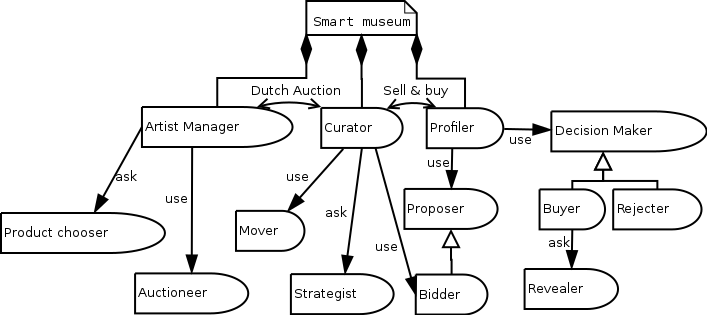 Smart museum
Dutch Auction
Sell & buy
Artist Manager
Curator
Profiler
Decision Maker
use
use
ask
use
use
Product chooser
ask
use
Mover
Proposer
Buyer
Rejecter
ask
Auctioneer
Strategist
Bidder
Revealer